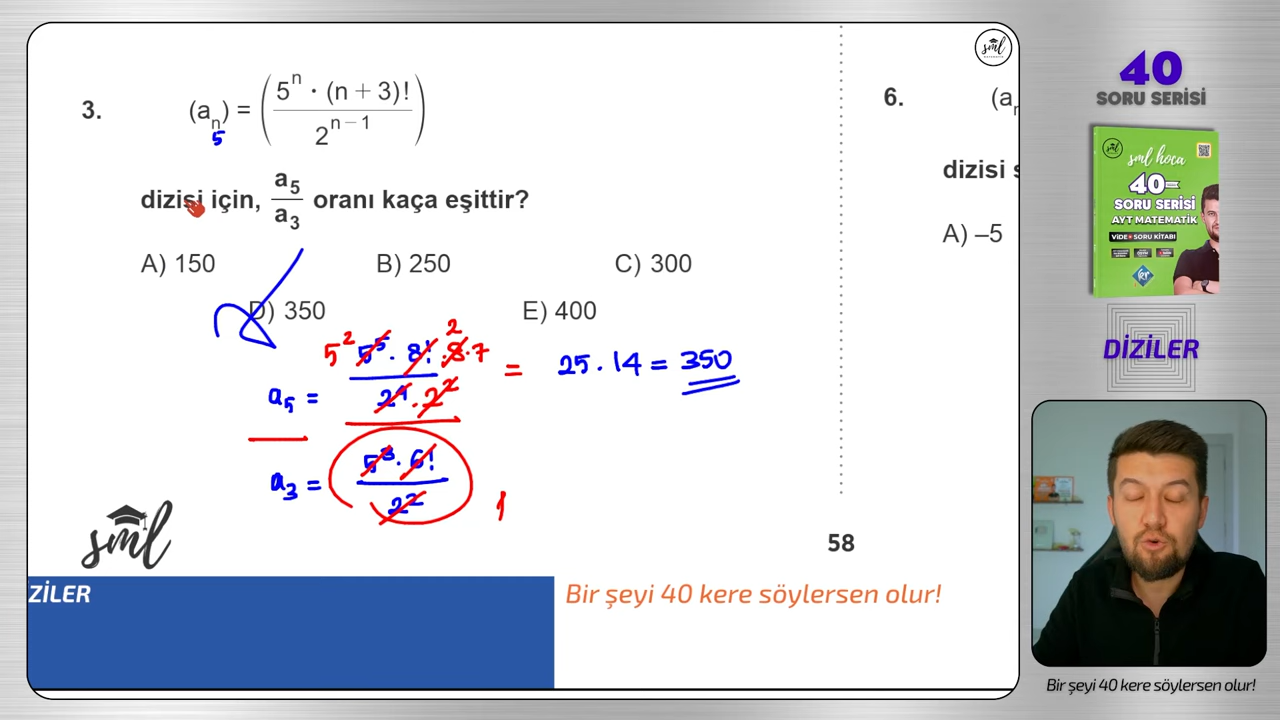 sml
3. (aₙ) = (5ⁿ · (n + 3)! / 2ⁿ⁻¹)
5
dizisi için, a₅ / a₃ oranı kaça eşittir?
A) 150 B) 250 C) 300
D) 350 E) 400
5² 5⁵ · 8! · 8 · 7 2
a₅ = 2⁴ · 2² = 25 · 14 = 350
a₃ = 5³ · 6! / 2²
1
sml
58
ZİLER
Bir şeyi 40 kere söylersen olur!
6. (aₙ
dizisi s
A) –5
40
SORU SERİSİ
sml hoca
40
SORU SERİSİ
AYT MATEMATİK
VİDEO SORU KİTABI
DİZİLER
Bir şeyi 40 kere söylersen olur!